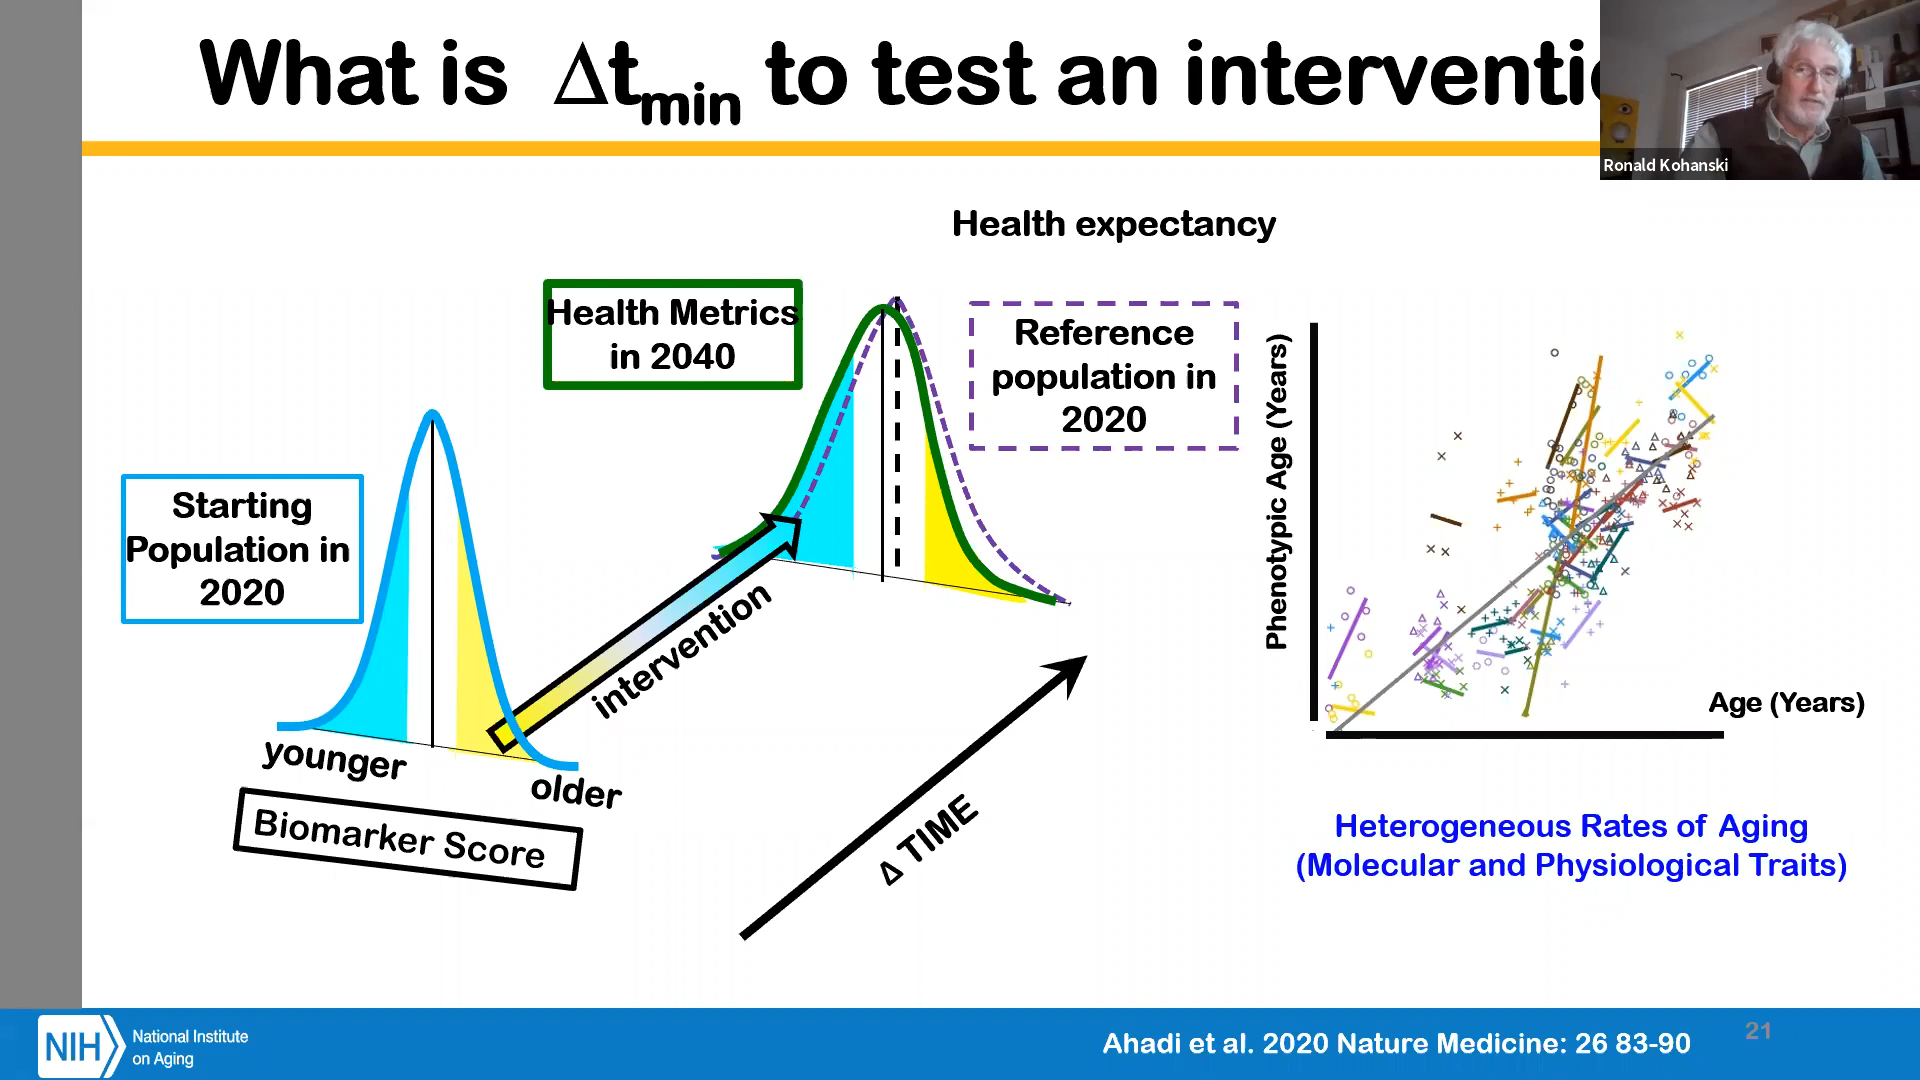 What is Δtmin to test an interventi
Ronald Kohanski
Health expectancy
Health Metrics
in 2040
Reference
population in
2020
Starting
Population in
2020
intervention
younger
older
Biomarker Score
Δ TIME
Phenotypic Age (Years)
Age (Years)
Heterogeneous Rates of Aging
(Molecular and Physiological Traits)
NIH
National Institute
on Aging
Ahadi et al. 2020 Nature Medicine: 26 83-90
21